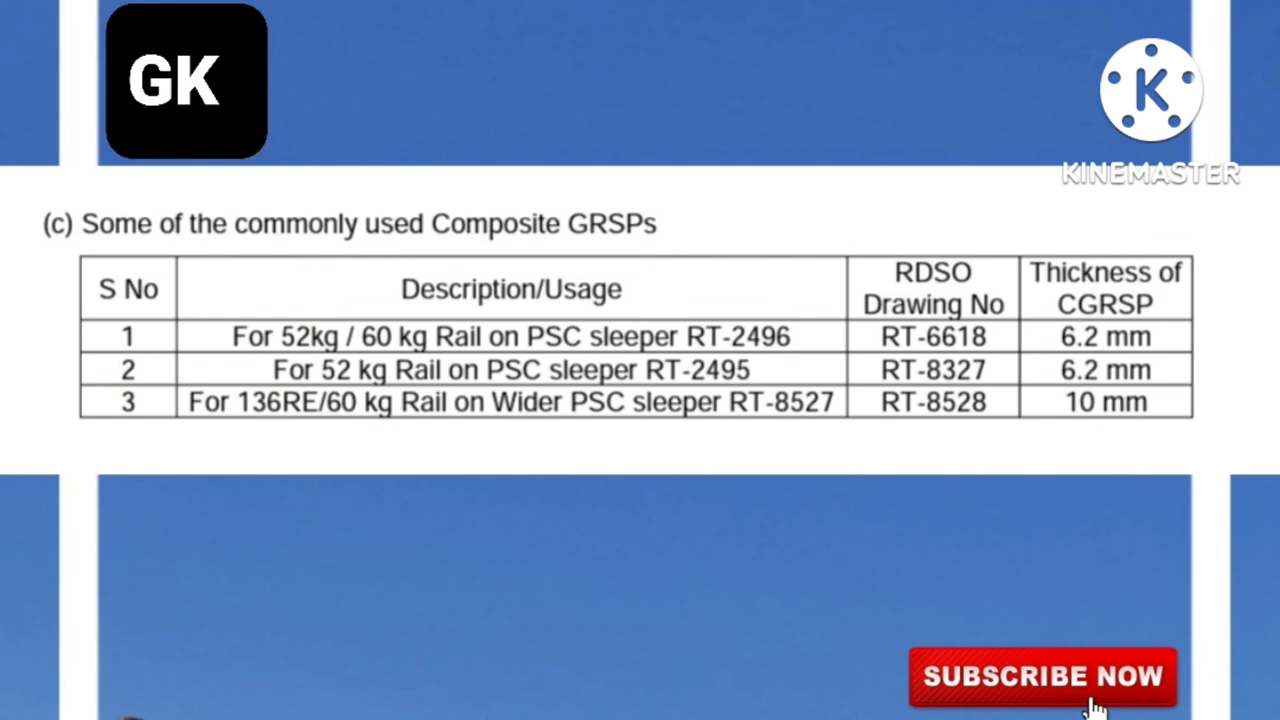 GK
K
KINEMASTER
(c) Some of the commonly used Composite GRSPs
S No Description/Usage RDSO Drawing No Thickness of CGRSP
1 For 52kg / 60 kg Rail on PSC sleeper RT-2496 RT-6618 6.2 mm
2 For 52 kg Rail on PSC sleeper RT-2495 RT-8327 6.2 mm
3 For 136RE/60 kg Rail on Wider PSC sleeper RT-8527 RT-8528 10 mm
SUBSCRIBE NOW